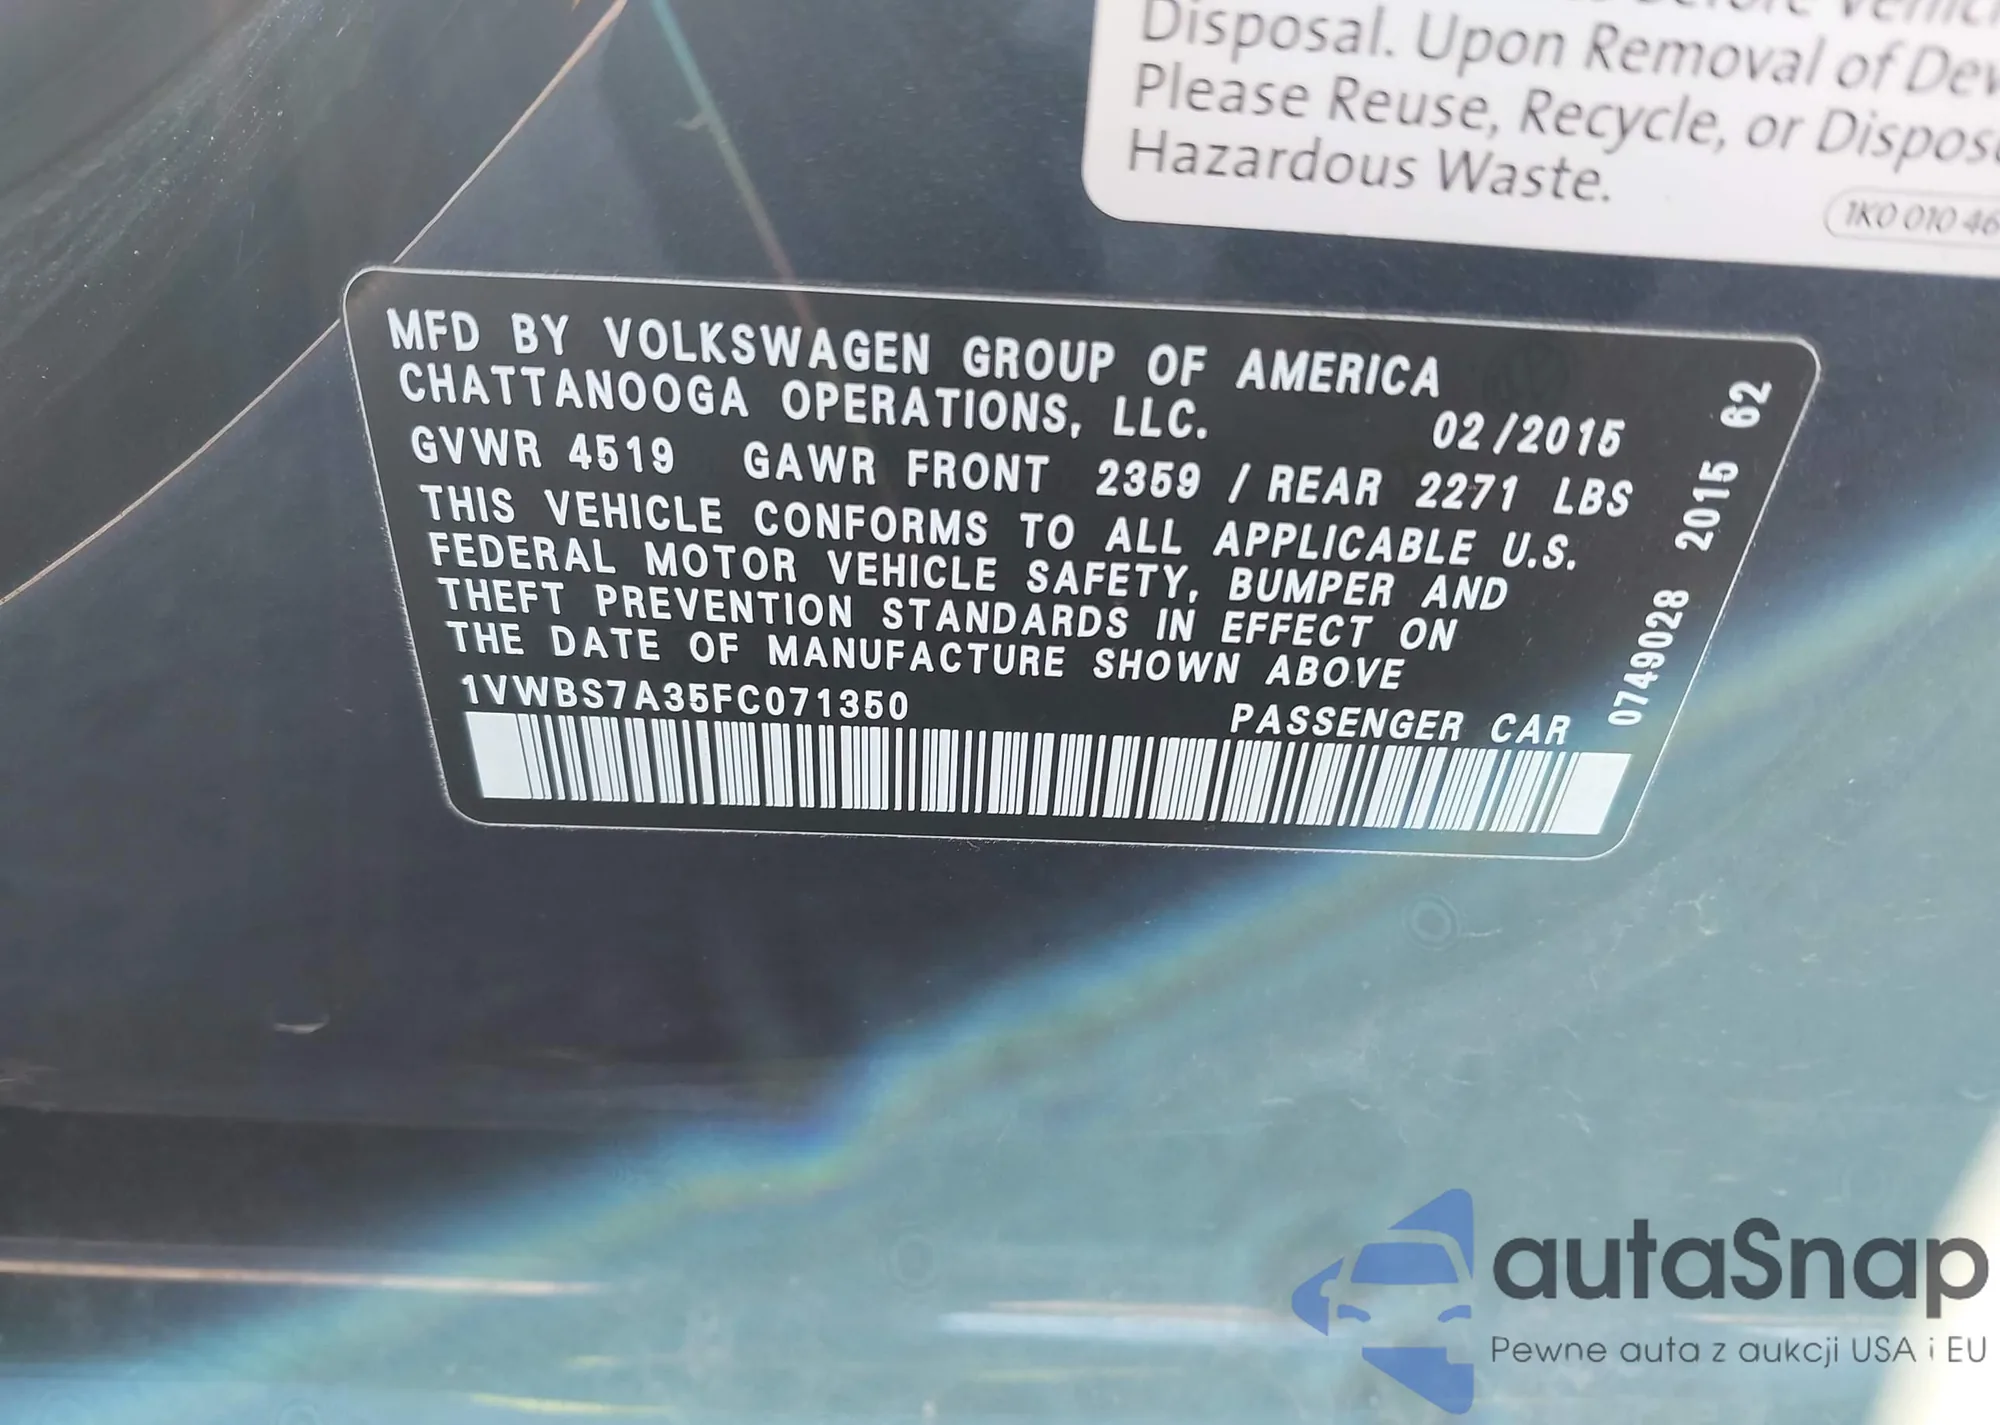 Disposal. Upon Removal of
Please Reuse, Recycle, or
Hazardous Waste.
1K0 010 46
MFD BY VOLKSWAGEN GROUP OF AMERICA
CHATTANOOGA OPERATIONS, LLC.
02/2015
GVWR 4519 GAWR FRONT 2359 / REAR 2271 LBS
THIS VEHICLE CONFORMS TO ALL APPLICABLE U.S.
FEDERAL MOTOR VEHICLE SAFETY, BUMPER AND
THEFT PREVENTION STANDARDS IN EFFECT ON
THE DATE OF MANUFACTURE SHOWN ABOVE
1VWBS7A35FC071350
PASSENGER CAR
0749028 2015 62
autaSnap
Pewne auta z aukcji USA i EU